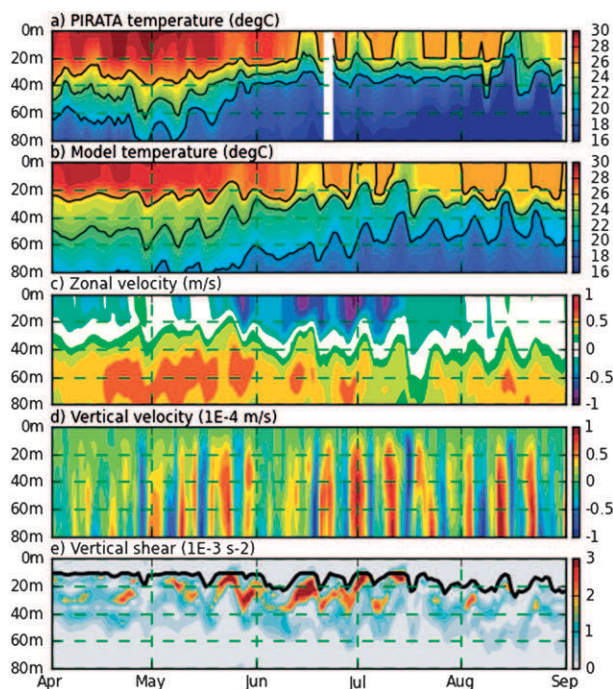 a) PIRATA temperature (degC)
0m
20m
40m
60m
80m
30
28
26
24
22
20
18
16
b) Model temperature (degC)
0m
20m
40m
60m
80m
30
28
26
24
22
20
18
16
c) Zonal velocity (m/s)
0m
20m
40m
60m
80m
1
0.5
0
-0.5
-1
d) Vertical velocity (1E-4 m/s)
0m
20m
40m
60m
80m
1
0.5
0
-0.5
-1
e) Vertical shear (1E-3 s-2)
0m
20m
40m
60m
80m
3
2
1
0
Apr May Jun Jul Aug Sep